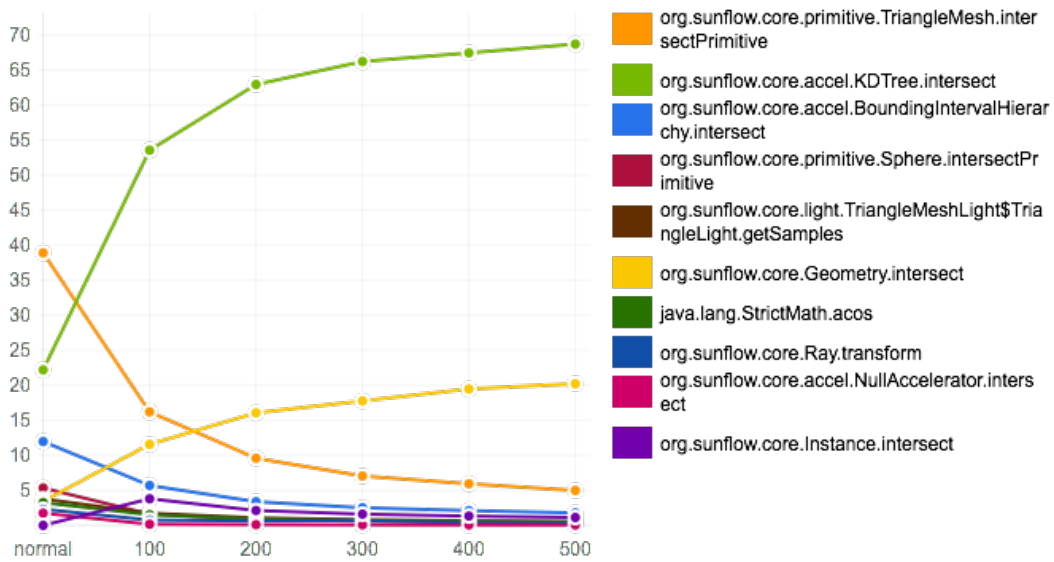 70
65
60
55
50
45
40
35
30
25
20
15
10
5
normal 100 200 300 400 500
org.sunflow.core.primitive.TriangleMesh.inter
sectPrimitive
org.sunflow.core.accel.KDTree.intersect
org.sunflow.core.accel.BoundingIntervalHierar
chy.intersect
org.sunflow.core.primitive.Sphere.intersectPr
imitive
org.sunflow.core.light.TriangleMeshLight$Tria
ngleLight.getSamples
org.sunflow.core.Geometry.intersect
java.lang.StrictMath.acos
org.sunflow.core.Ray.transform
org.sunflow.core.accel.NullAccelerator.inters
ect
org.sunflow.core.Instance.intersect